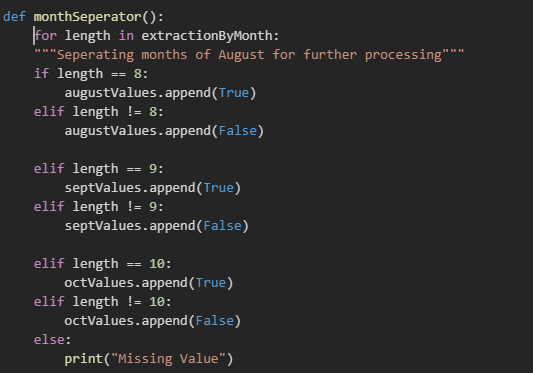 def monthSeperator():
    for length in extractionByMonth:
    """Seperating months of August for further processing"""
    if length == 8:
        augustValues.append(True)
    elif length != 8:
        augustValues.append(False)

    elif length == 9:
        septValues.append(True)
    elif length != 9:
        septValues.append(False)

    elif length == 10:
        octValues.append(True)
    elif length != 10:
        octValues.append(False)
    else:
        print("Missing Value")